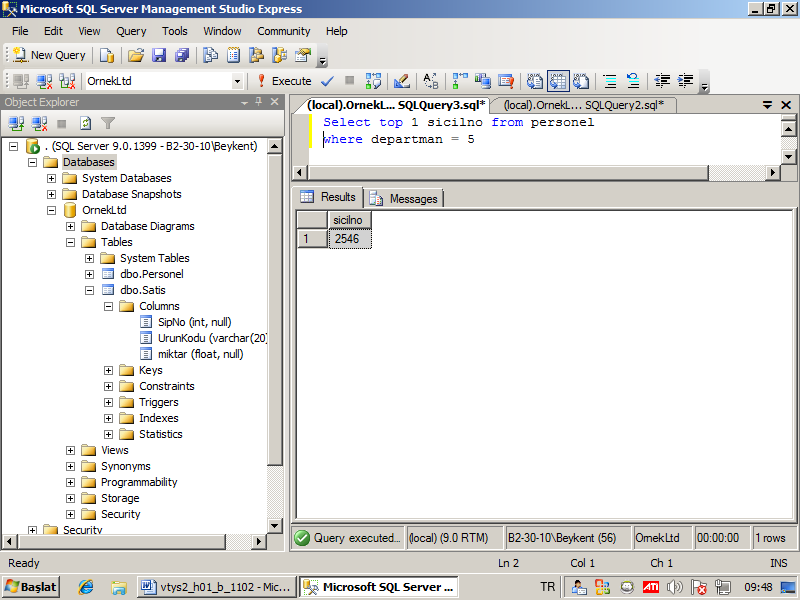 Microsoft SQL Server Management Studio Express
File Edit View Query Tools Window Community Help
New Query
OrnekLtd Execute
Object Explorer
. (SQL Server 9.0.1399 - B2-30-10\Beykent)
Databases
System Databases
Database Snapshots
OrnekLtd
Database Diagrams
Tables
System Tables
dbo.Personel
dbo.Satis
Columns
SipNo (int, null)
UrunKodu (varchar(20)
miktar (float, null)
Keys
Constraints
Triggers
Indexes
Statistics
Views
Synonyms
Programmability
Storage
Security
Security
(local).OrnekL... SQLQuery3.sql* (local).OrnekL... SQLQuery2.sql*
Select top 1 sicilno from personel
where departman = 5
Results Messages
sicilno
1 2546
Query executed... (local) (9.0 RTM) B2-30-10\Beykent (56) OrnekLtd 00:00:00 1 rows
Ready Ln 2 Col 1 Ch 1 INS
Başlat vtys2_h01_b_1102 - Mic... Microsoft SQL Server ... TR ATI 09:48